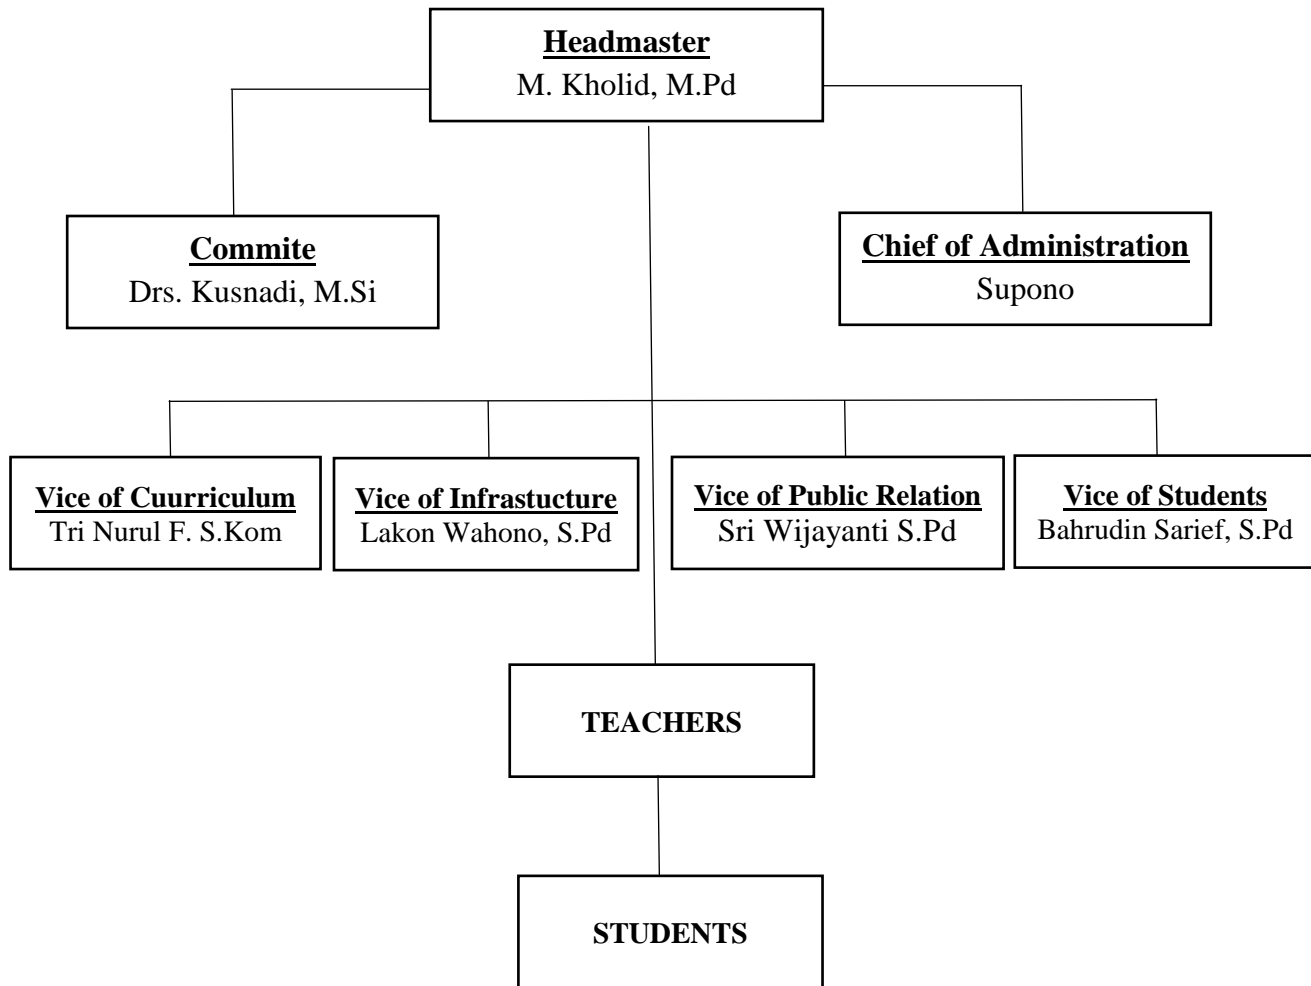 Headmaster
M. Kholid, M.Pd
Commite
Drs. Kusnadi, M.Si
Chief of Administration
Supono
Vice of Cuurriculum
Tri Nurul F. S.Kom
Vice of Infrastucture
Lakon Wahono, S.Pd
Vice of Public Relation
Sri Wijayanti S.Pd
Vice of Students
Bahrudin Sarief, S.Pd
TEACHERS
STUDENTS